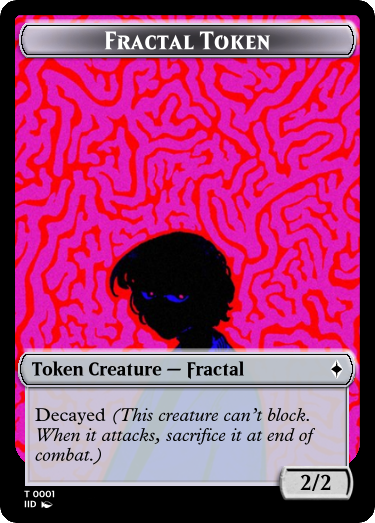 Fractal Token
Token Creature — Fractal
Decayed (This creature can't block.
When it attacks, sacrifice it at end of
combat.)
2/2
T 0001
IID